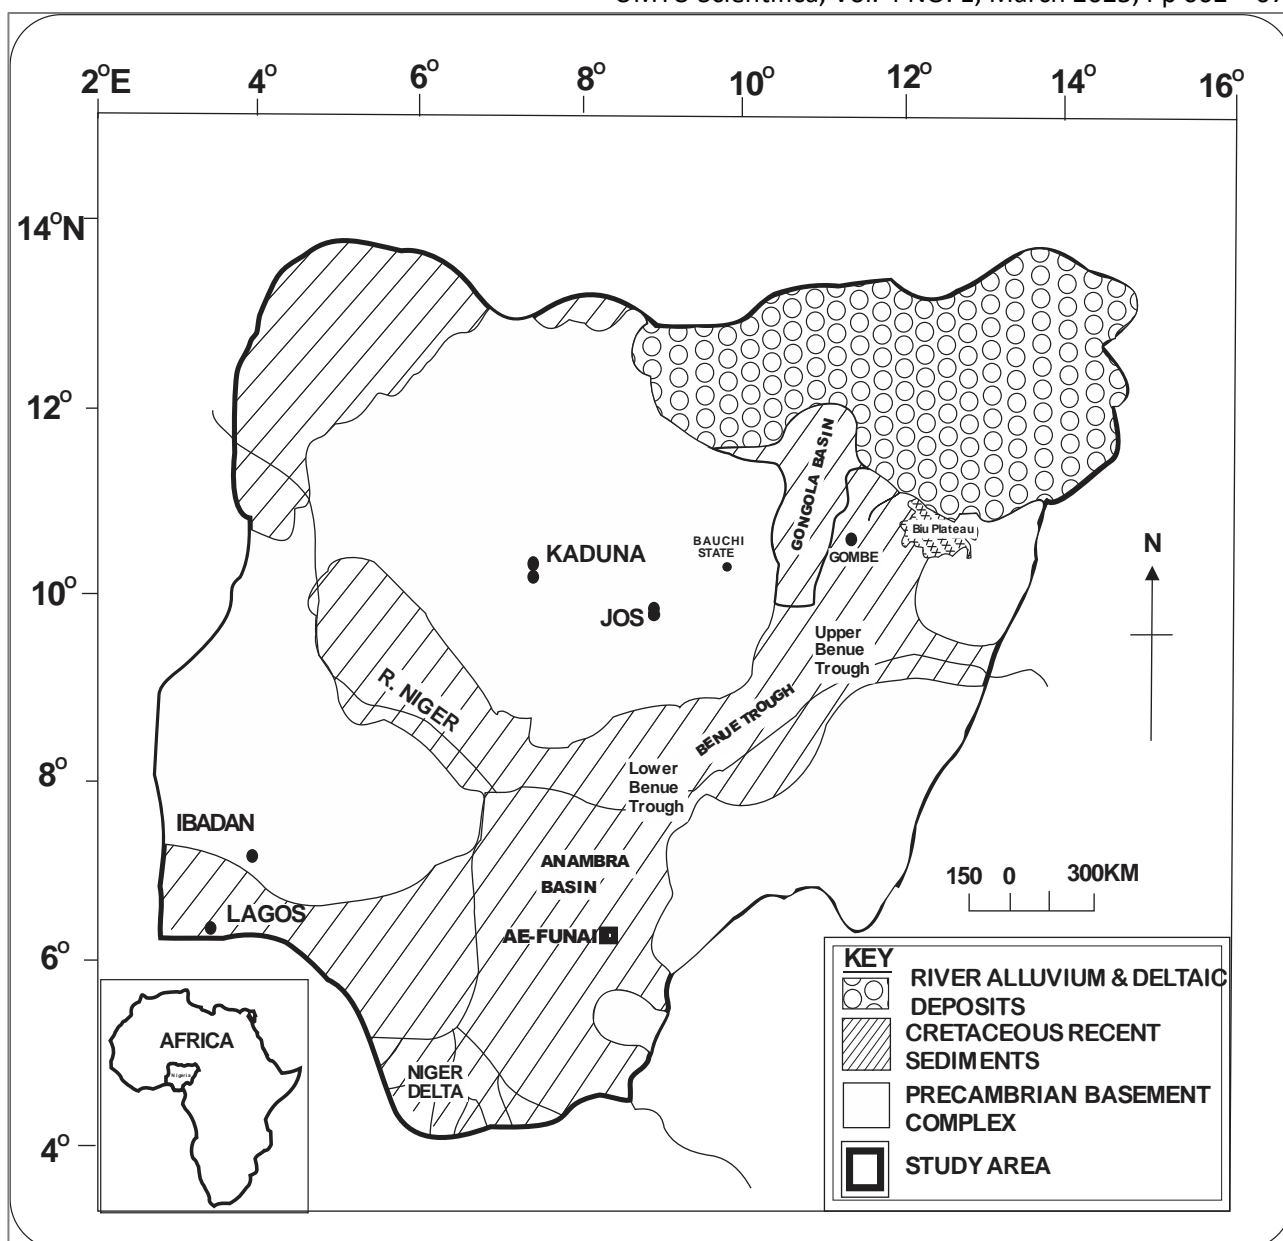 2°E 4° 6° 8° 10° 12° 14° 16°
14°N
12°
10°
8°
6°
4°
GONGOLA BASIN
Biu Plateau
BAUCHI
STATE
GOMBE
KADUNA
JOS
N
Upper
Benue
Trough
R. NIGER
BENUE TROUGH
Lower
Benue
Trough
IBADAN
ANAMBRA
BASIN
150 0 300KM
LAGOS
AE-FUNAI
NIGER
DELTA
AFRICA
Nigeria
KEY
RIVER ALLUVIUM & DELTAIC
DEPOSITS
CRETACEOUS RECENT
SEDIMENTS
PRECAMBRIAN BASEMENT
COMPLEX
STUDY AREA